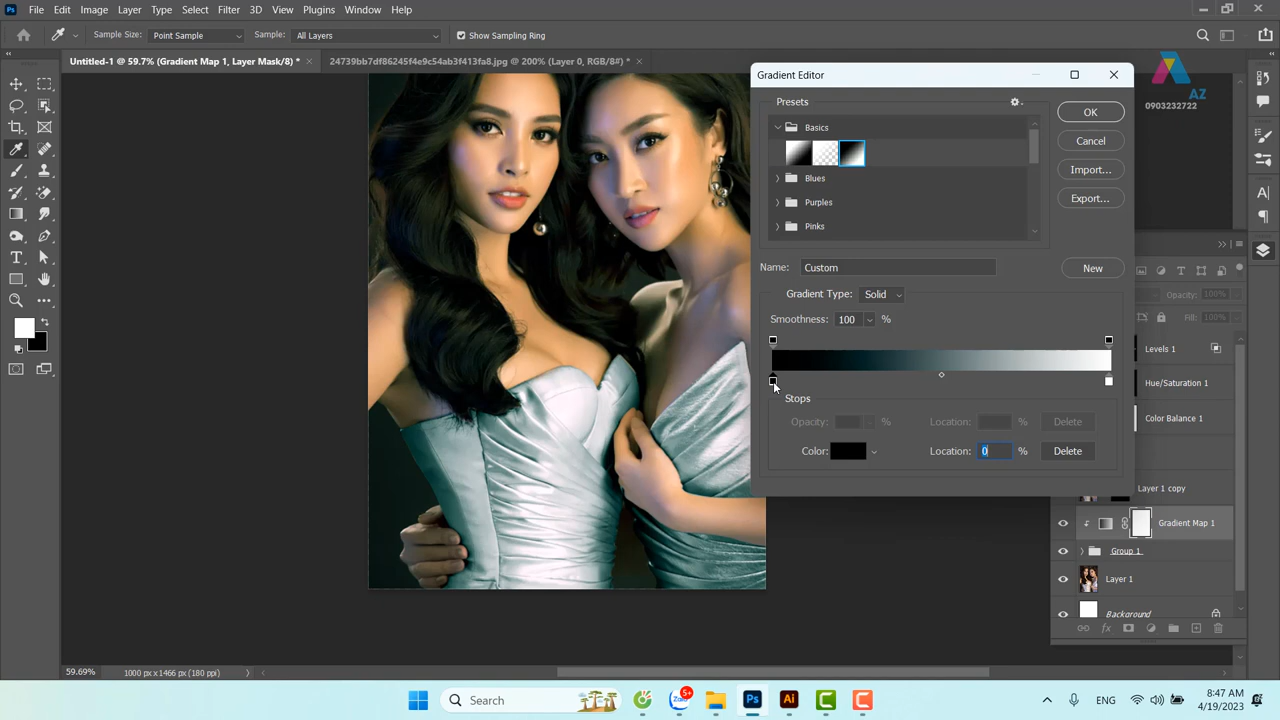 Ps File Edit Image Layer Type Select Filter 3D View Plugins Window Help
Sample Size: Point Sample Sample: All Layers Show Sampling Ring
Untitled-1 @ 59.7% (Gradient Map 1, Layer Mask/8) * 24739bb7df86245f4e9c54ab3f413fa8.jpg @ 200% (Layer 0, RGB/8#) *
Gradient Editor
AZ
0903232722
Presets
Basics
Blues
Purples
Pinks
OK
Cancel
Import...
Export...
Name: Custom
New
Gradient Type: Solid
Smoothness: 100 %
Stops
Opacity: % Location: % Delete
Color: Location: 0 % Delete
Opacity: 100%
Fill: 100%
Levels 1
Hue/Saturation 1
Color Balance 1
Layer 1 copy
Gradient Map 1
Group 1
Layer 1
Background
59.69% 1000 px x 1466 px (180 ppi)
Search
Zalo 5+
Ps Ai
ENG
8:47 AM
4/19/2023